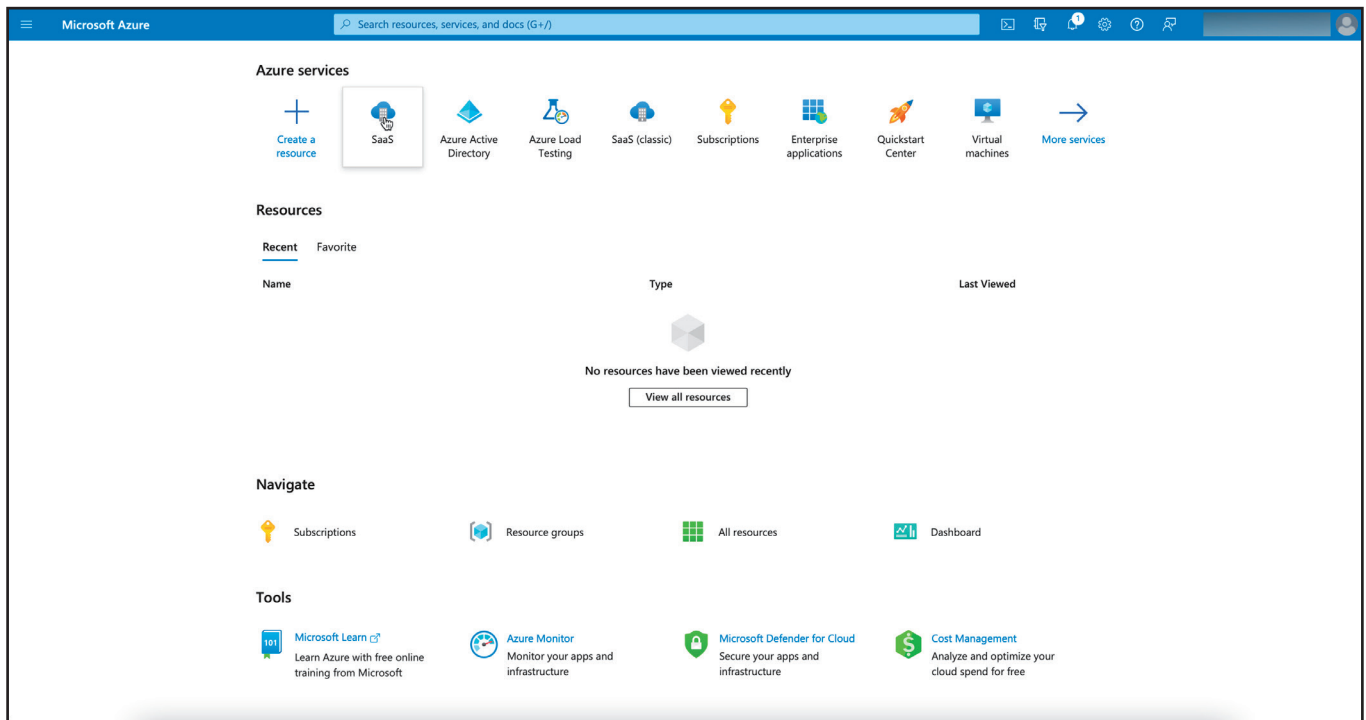 Microsoft Azure
Search resources, services, and docs (G+/)
1
Azure services
Create a resource
SaaS
Azure Active Directory
Azure Load Testing
SaaS (classic)
Subscriptions
Enterprise applications
Quickstart Center
Virtual machines
More services
Resources
Recent Favorite
Name Type Last Viewed
No resources have been viewed recently
View all resources
Navigate
Subscriptions
Resource groups
All resources
Dashboard
Tools
101
Microsoft Learn
Learn Azure with free online
training from Microsoft
Azure Monitor
Monitor your apps and
infrastructure
Microsoft Defender for Cloud
Secure your apps and
infrastructure
Cost Management
Analyze and optimize your
cloud spend for free